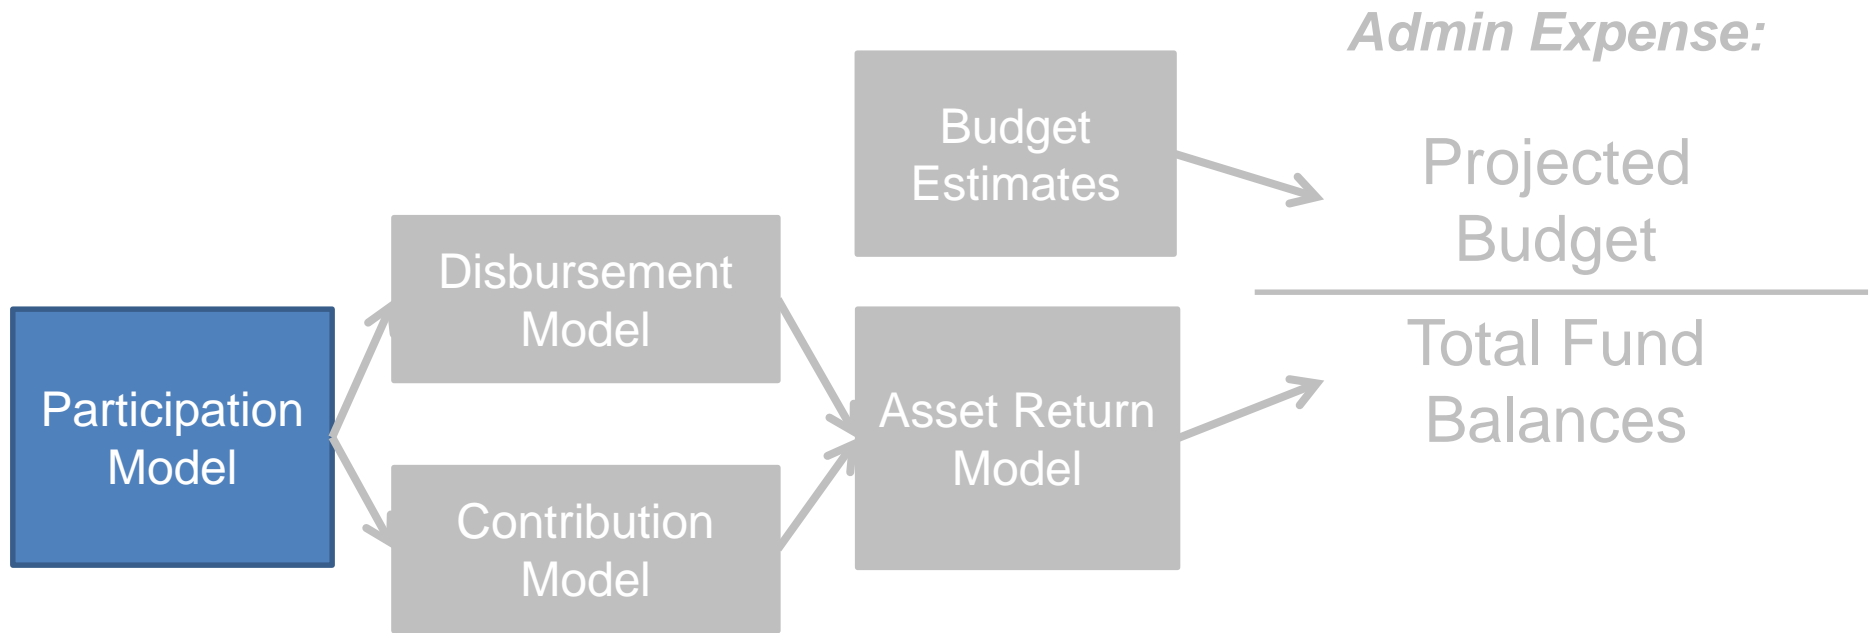 Admin Expense:
Budget
Estimates
Projected
Budget
Disbursement
Model
Participation
Model
Asset Return
Model
Total Fund
Balances
Contribution
Model